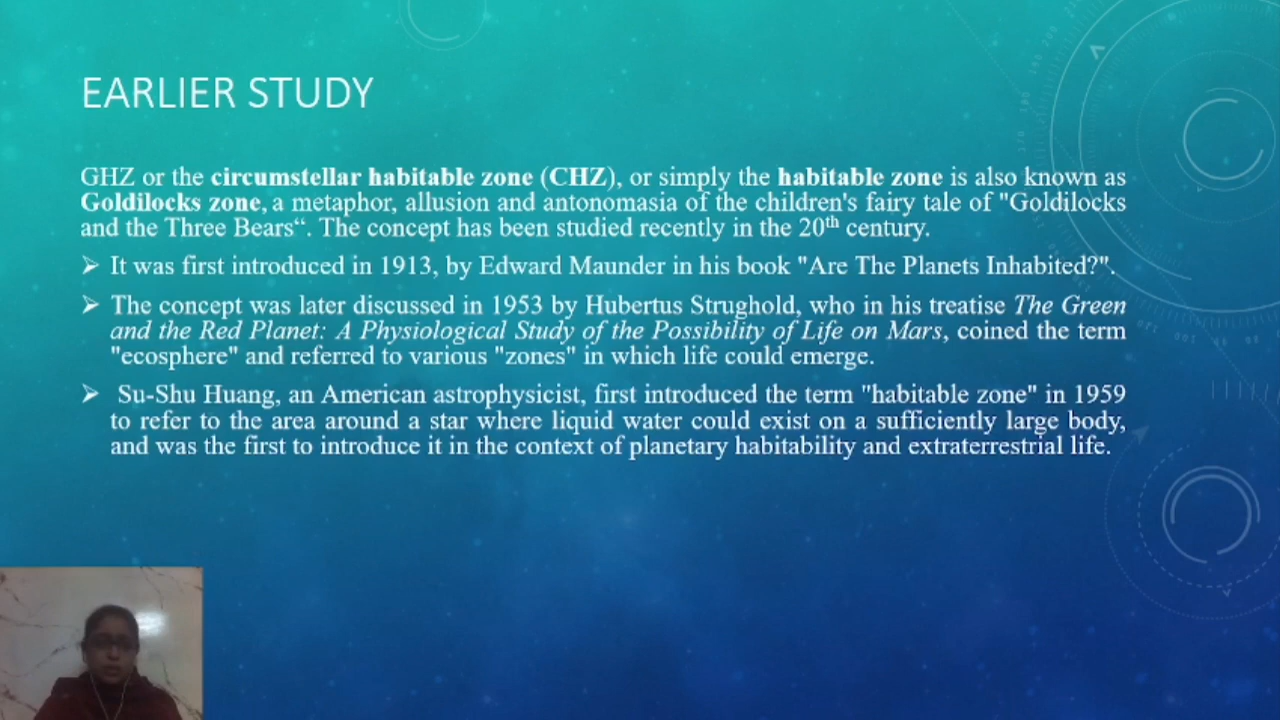 EARLIER STUDY
GHZ or the circumstellar habitable zone (CHZ), or simply the habitable zone is also known as
Goldilocks zone, a metaphor, allusion and antonomasia of the children's fairy tale of "Goldilocks
and the Three Bears“. The concept has been studied recently in the 20th century.
➢ It was first introduced in 1913, by Edward Maunder in his book "Are The Planets Inhabited?".
➢ The concept was later discussed in 1953 by Hubertus Strughold, who in his treatise The Green
and the Red Planet: A Physiological Study of the Possibility of Life on Mars, coined the term
"ecosphere" and referred to various "zones" in which life could emerge.
➢ Su-Shu Huang, an American astrophysicist, first introduced the term "habitable zone" in 1959
to refer to the area around a star where liquid water could exist on a sufficiently large body,
and was the first to introduce it in the context of planetary habitability and extraterrestrial life.